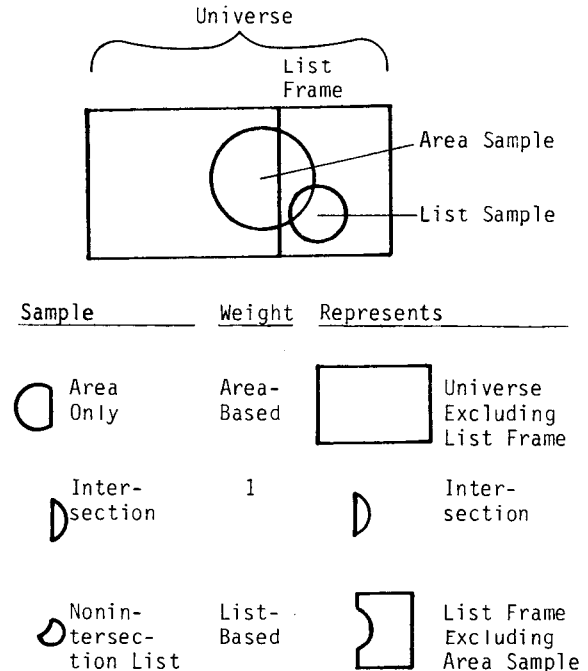 Universe
List
Frame
Area Sample
List Sample
Sample Weight Represents
Area Only Area-Based Universe Excluding List Frame
Inter-section 1 Inter-section
Nonin-tersec-tion List List-Based List Frame Excluding Area Sample